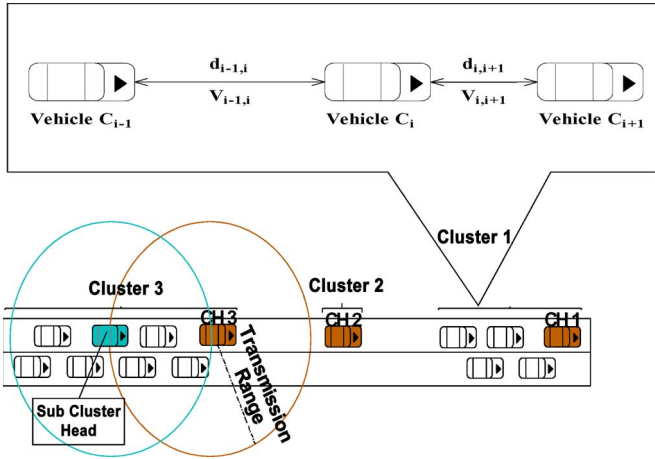 d_{i-1,i} d_{i,i+1}
V_{i-1,i} V_{i,i+1}
Vehicle C_{i-1} Vehicle C_i Vehicle C_{i+1}
Cluster 1
Cluster 3 Cluster 2
CH3 CH2 CH1
Transmission
Range
Sub Cluster
Head